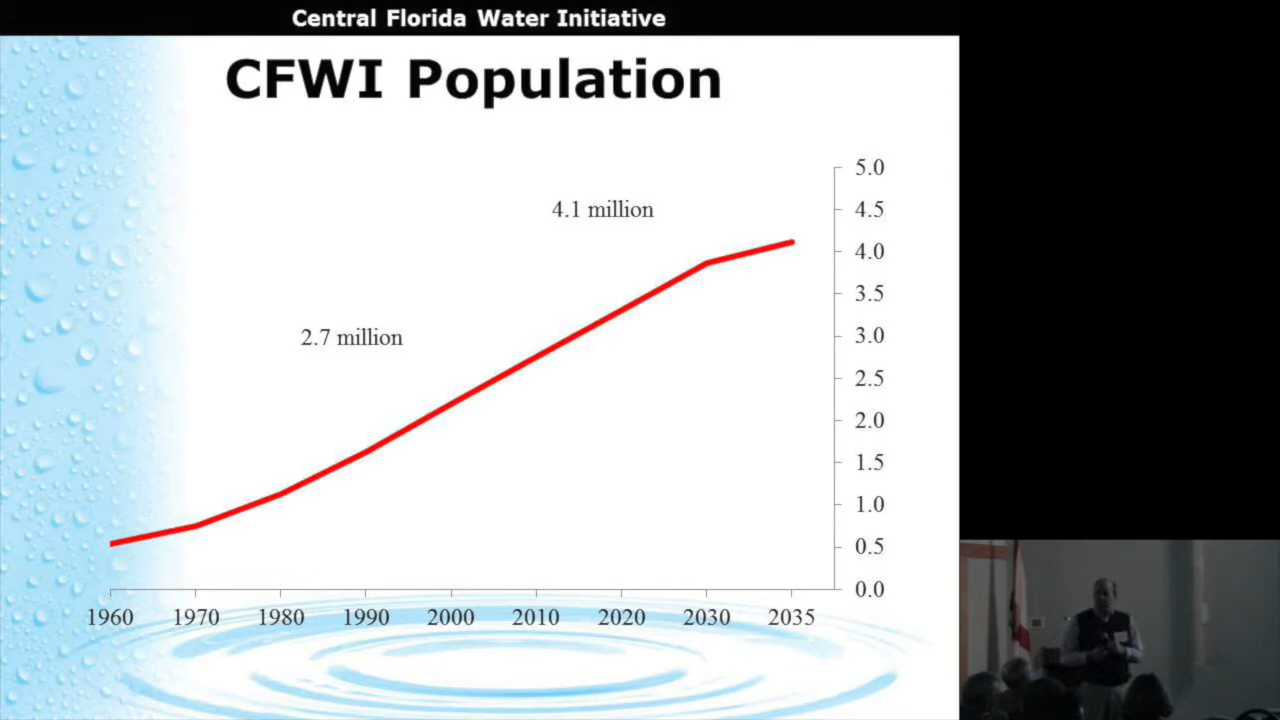 Central Florida Water Initiative
CFWI Population
5.0
4.1 million
4.5
4.0
3.5
2.7 million
3.0
2.5
2.0
1.5
1.0
0.5
0.0
1960 1970 1980 1990 2000 2010 2020 2030 2035